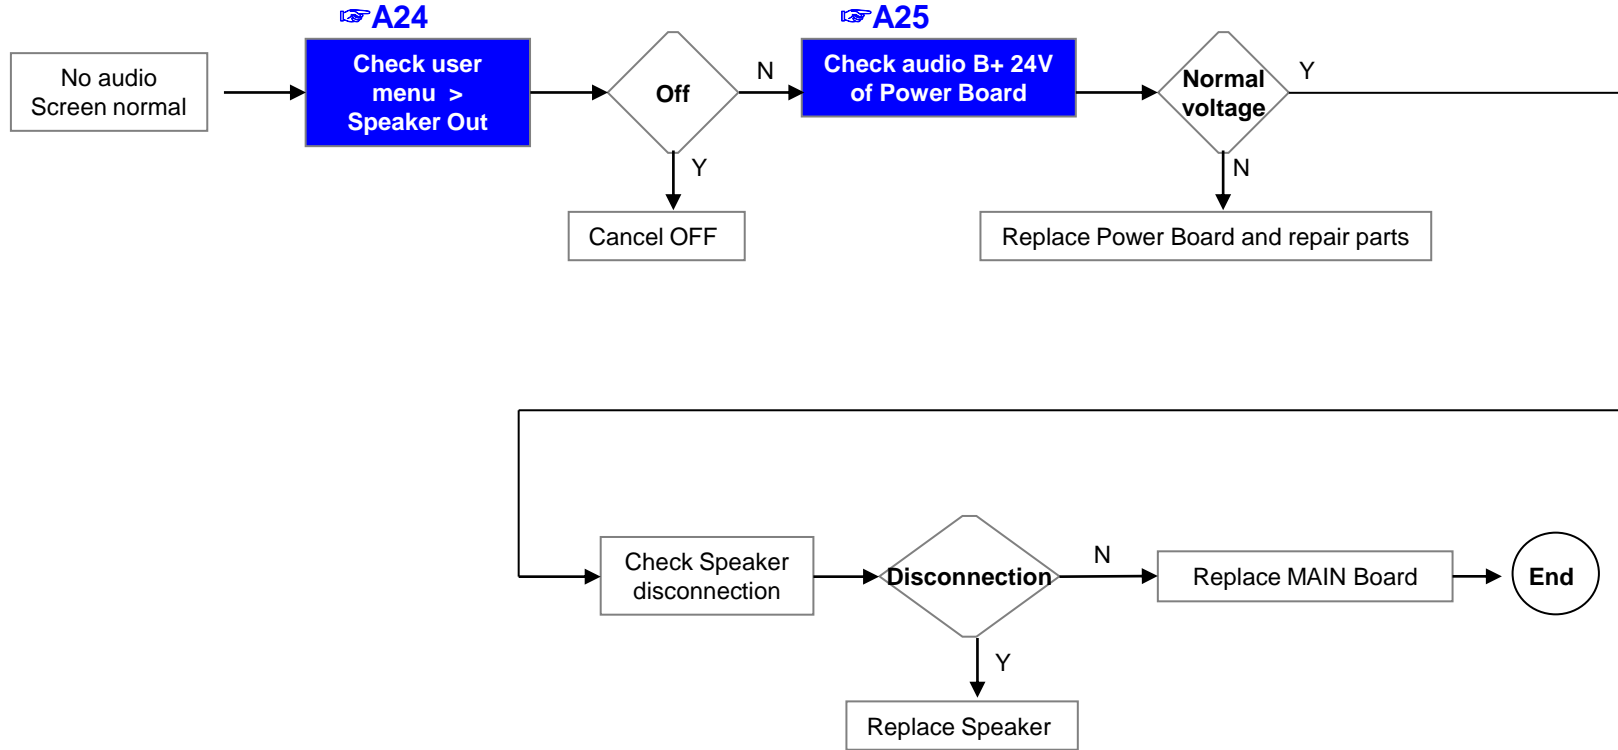 ☞A24
☞A25
No audio
Screen normal
Check user
menu >
Speaker Out
Off
N
Check audio B+ 24V
of Power Board
Normal
voltage
Y
Y
N
Cancel OFF
Replace Power Board and repair parts
Check Speaker
disconnection
Disconnection
N
Replace MAIN Board
End
Y
Replace Speaker